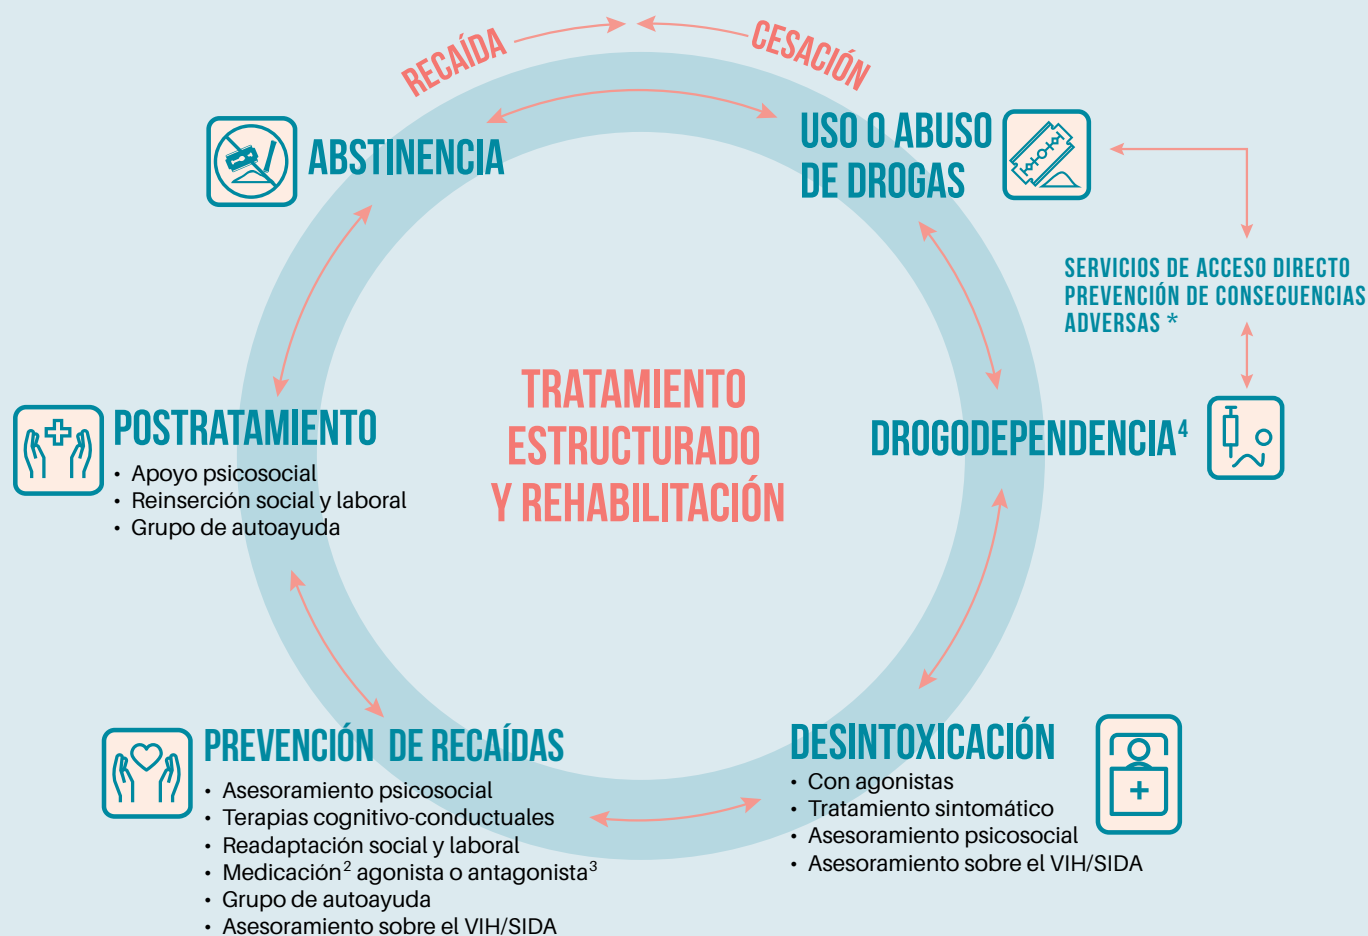 RECAÍDA
CESACIÓN
ABSTINENCIA
USO O ABUSO
DE DROGAS
SERVICIOS DE ACCESO DIRECTO
PREVENCIÓN DE CONSECUENCIAS
ADVERSAS *
TRATAMIENTO
ESTRUCTURADO
Y REHABILITACIÓN
POSTRATAMIENTO
• Apoyo psicosocial
• Reinserción social y laboral
• Grupo de autoayuda
DROGODEPENDENCIA⁴
PREVENCIÓN DE RECAÍDAS
• Asesoramiento psicosocial
• Terapias cognitivo-conductuales
• Readaptación social y laboral
• Medicación² agonista o antagonista³
• Grupo de autoayuda
• Asesoramiento sobre el VIH/SIDA
DESINTOXICACIÓN
• Con agonistas
• Tratamiento sintomático
• Asesoramiento psicosocial
• Asesoramiento sobre el VIH/SIDA